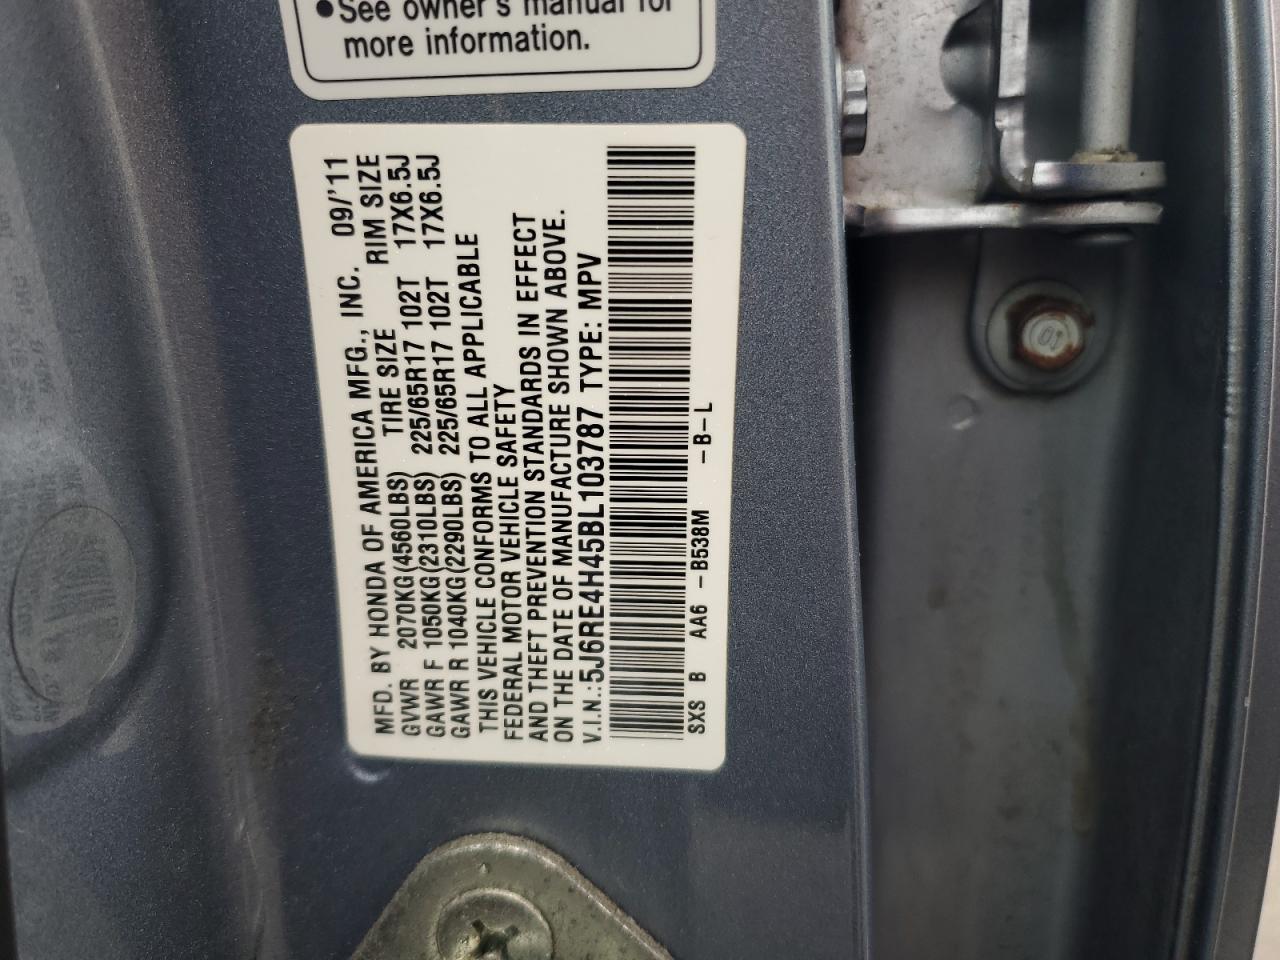 •See owner's manual for
more information.
MFD. BY HONDA OF AMERICA MFG., INC. 09/'11
GVWR 2070KG(4560LBS) TIRE SIZE RIM SIZE
GAWR F 1050KG(2310LBS) 225/65R17 102T 17X6.5J
GAWR R 1040KG(2290LBS) 225/65R17 102T 17X6.5J
THIS VEHICLE CONFORMS TO ALL APPLICABLE
FEDERAL MOTOR VEHICLE SAFETY
AND THEFT PREVENTION STANDARDS IN EFFECT
ON THE DATE OF MANUFACTURE SHOWN ABOVE.
V.I.N.:5J6RE4H45BL103787 TYPE: MPV
SXS B AA6 -B538M -B-L